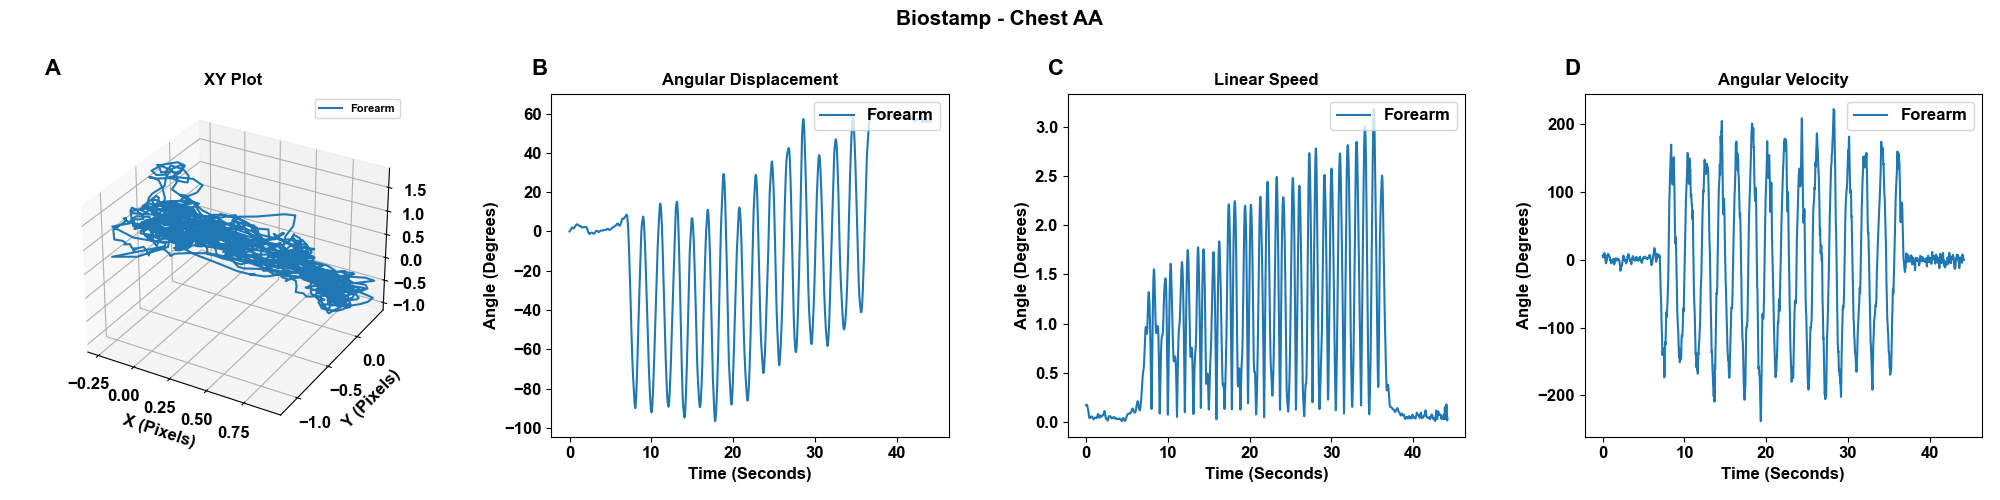 Biostamp - Chest AA
A
XY Plot
Forearm
1.5
1.0
0.5
0.0
−0.5
−1.0
−0.25
0.00
0.25
0.50
0.75
X (Pixels)
−1.0
−0.5
0.0
Y (Pixels)
B
Angular Displacement
Forearm
60
40
20
0
−20
−40
−60
−80
−100
0 10 20 30 40
Angle (Degrees)
Time (Seconds)
C
Linear Speed
Forearm
3.0
2.5
2.0
1.5
1.0
0.5
0.0
0 10 20 30 40
Angle (Degrees)
Time (Seconds)
D
Angular Velocity
Forearm
200
100
0
−100
−200
0 10 20 30 40
Angle (Degrees)
Time (Seconds)